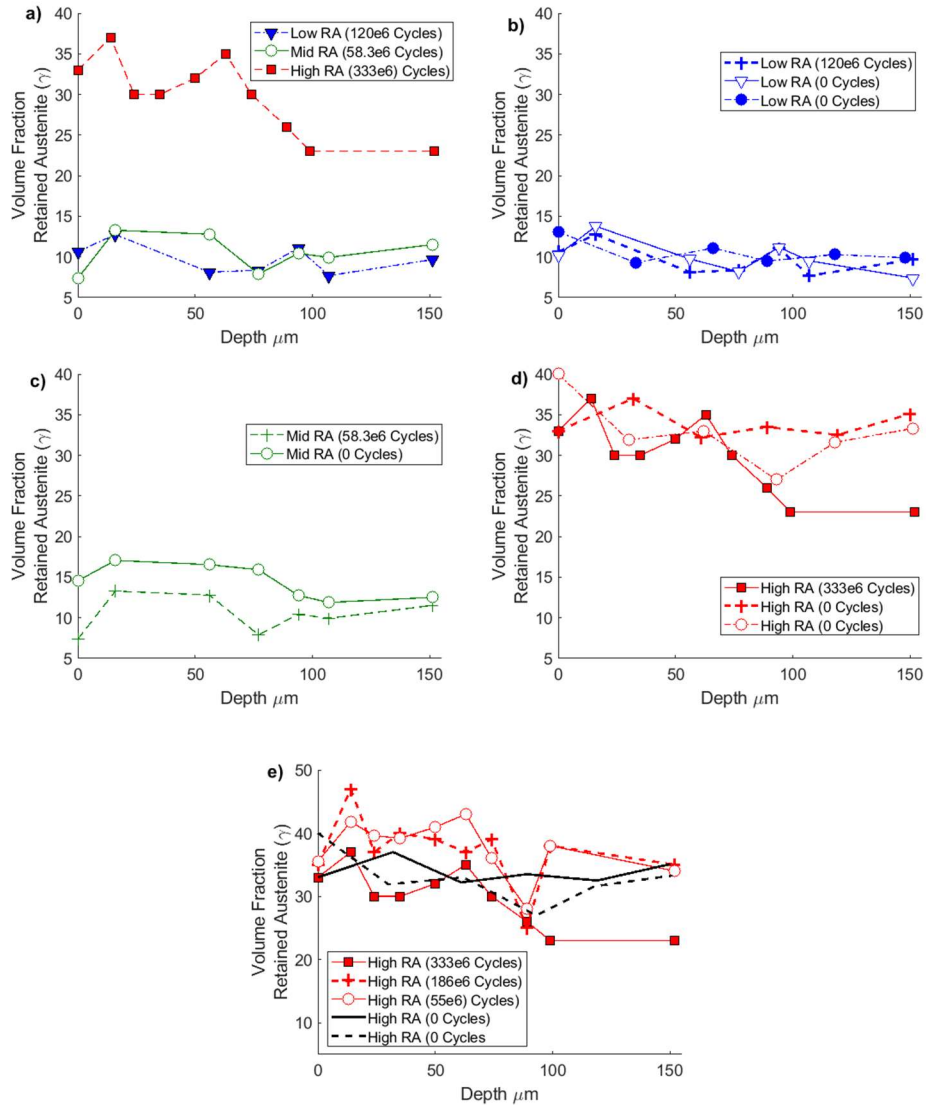 a)
Low RA (120e6 Cycles)
Mid RA (58.3e6 Cycles)
High RA (333e6) Cycles)
Volume Fraction
Retained Austenite (γ)
40
35
30
25
20
15
10
5
0 50 100 150
Depth μm
b)
Low RA (120e6 Cycles)
Low RA (0 Cycles)
Low RA (0 Cycles)
Volume Fraction
Retained Austenite (γ)
40
35
30
25
20
15
10
5
0 50 100 150
Depth μm
c)
Mid RA (58.3e6 Cycles)
Mid RA (0 Cycles)
Volume Fraction
Retained Austenite (γ)
40
35
30
25
20
15
10
5
0 50 100 150
Depth μm
d)
High RA (333e6 Cycles)
High RA (0 Cycles)
High RA (0 Cycles)
Volume Fraction
Retained Austenite (γ)
40
35
30
25
20
15
10
5
0 50 100 150
Depth μm
e)
High RA (333e6 Cycles)
High RA (186e6 Cycles)
High RA (55e6) Cycles)
High RA (0 Cycles)
High RA (0 Cycles
Volume Fraction
Retained Austenite (γ)
50
40
30
20
10
0 50 100 150
Depth μm